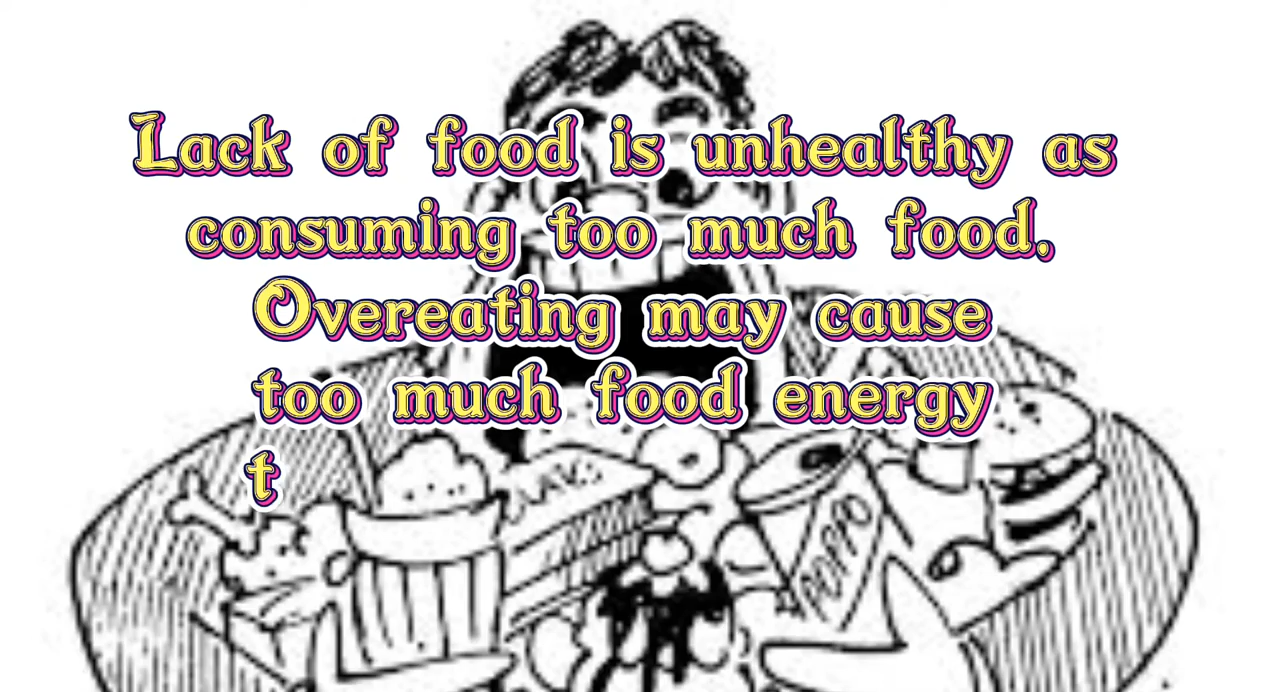 Lack of food is unhealthy as
consuming too much food.
Overeating may cause
too much food energy
t